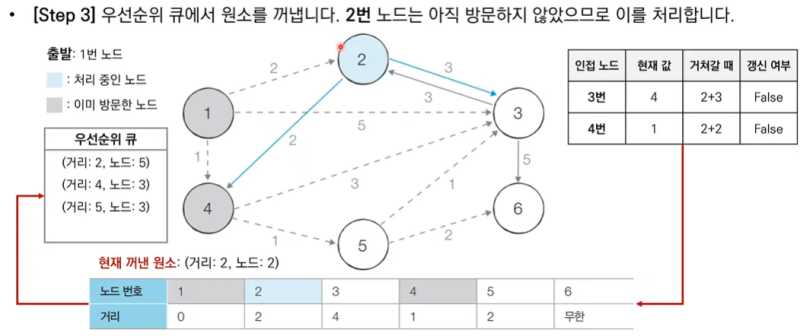 • [Step 3] 우선순위 큐에서 원소를 꺼냅니다. 2번 노드는 아직 방문하지 않았으므로 이를 처리합니다.
출발: 1번 노드
: 처리 중인 노드
: 이미 방문한 노드
우선순위 큐
(거리: 2, 노드: 5)
(거리: 4, 노드: 3)
(거리: 5, 노드: 3)
1
2
3
4
5
6
2
3
3
5
2
1
3
1
5
1
2
인접 노드 현재 값 거쳐갈 때 갱신 여부
3번 4 2+3 False
4번 1 2+2 False
현재 꺼낸 원소: (거리: 2, 노드: 2)
노드 번호 1 2 3 4 5 6
거리 0 2 4 1 2 무한